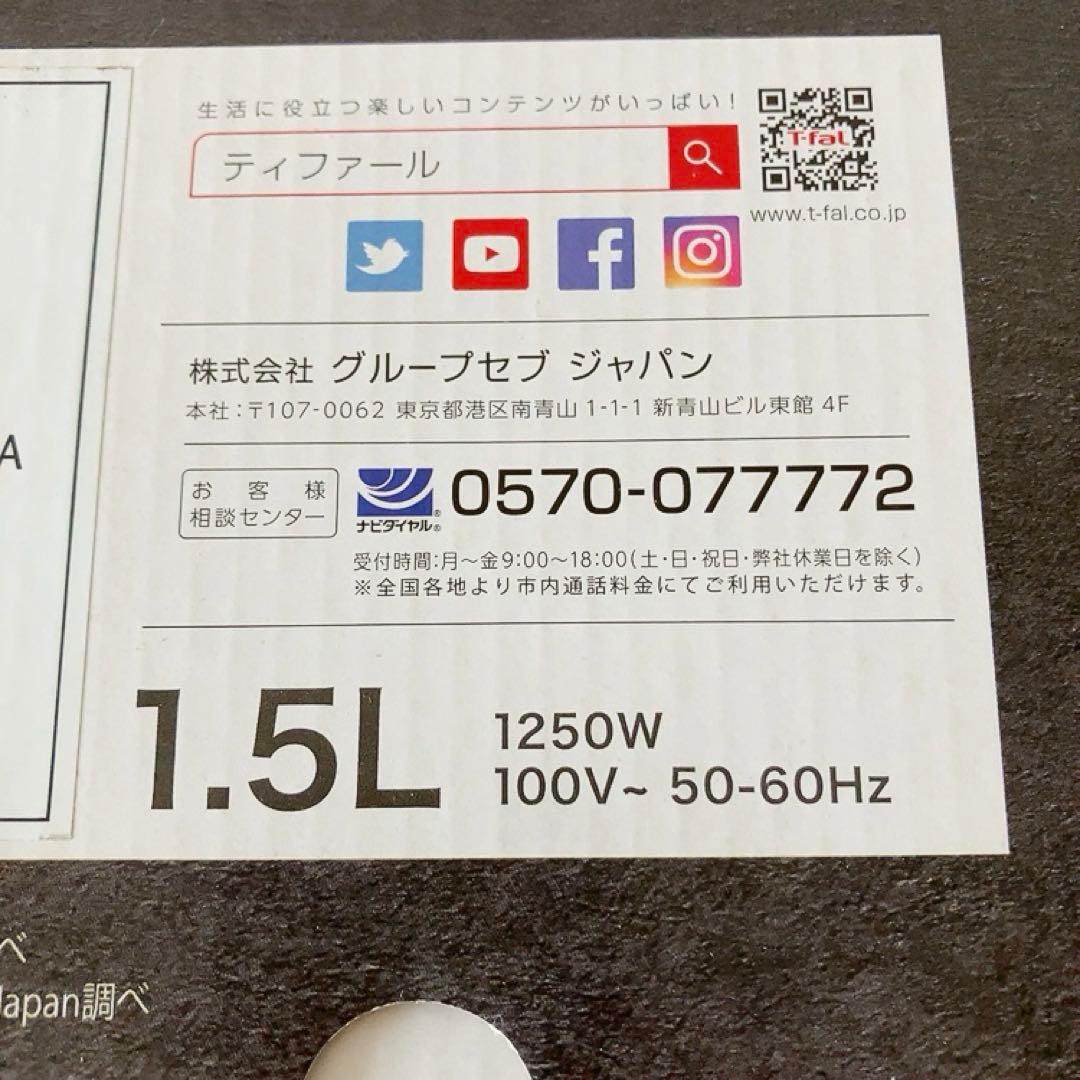 生活に役立つ楽しいコンテンツがいっぱい！
ティファール
T-fal
www.t-fal.co.jp
株式会社 グループセブ ジャパン
本社：〒107-0062 東京都港区南青山 1-1-1 新青山ビル東館 4F
お客様
相談センター
ナビダイヤル®
0570-077772
受付時間：月～金9：00～18：00（土・日・祝日・弊社休業日を除く）
※全国各地より市内通話料金にてご利用いただけます。
A
1.5L
1250W
100V~ 50-60Hz
べ
Japan調べ